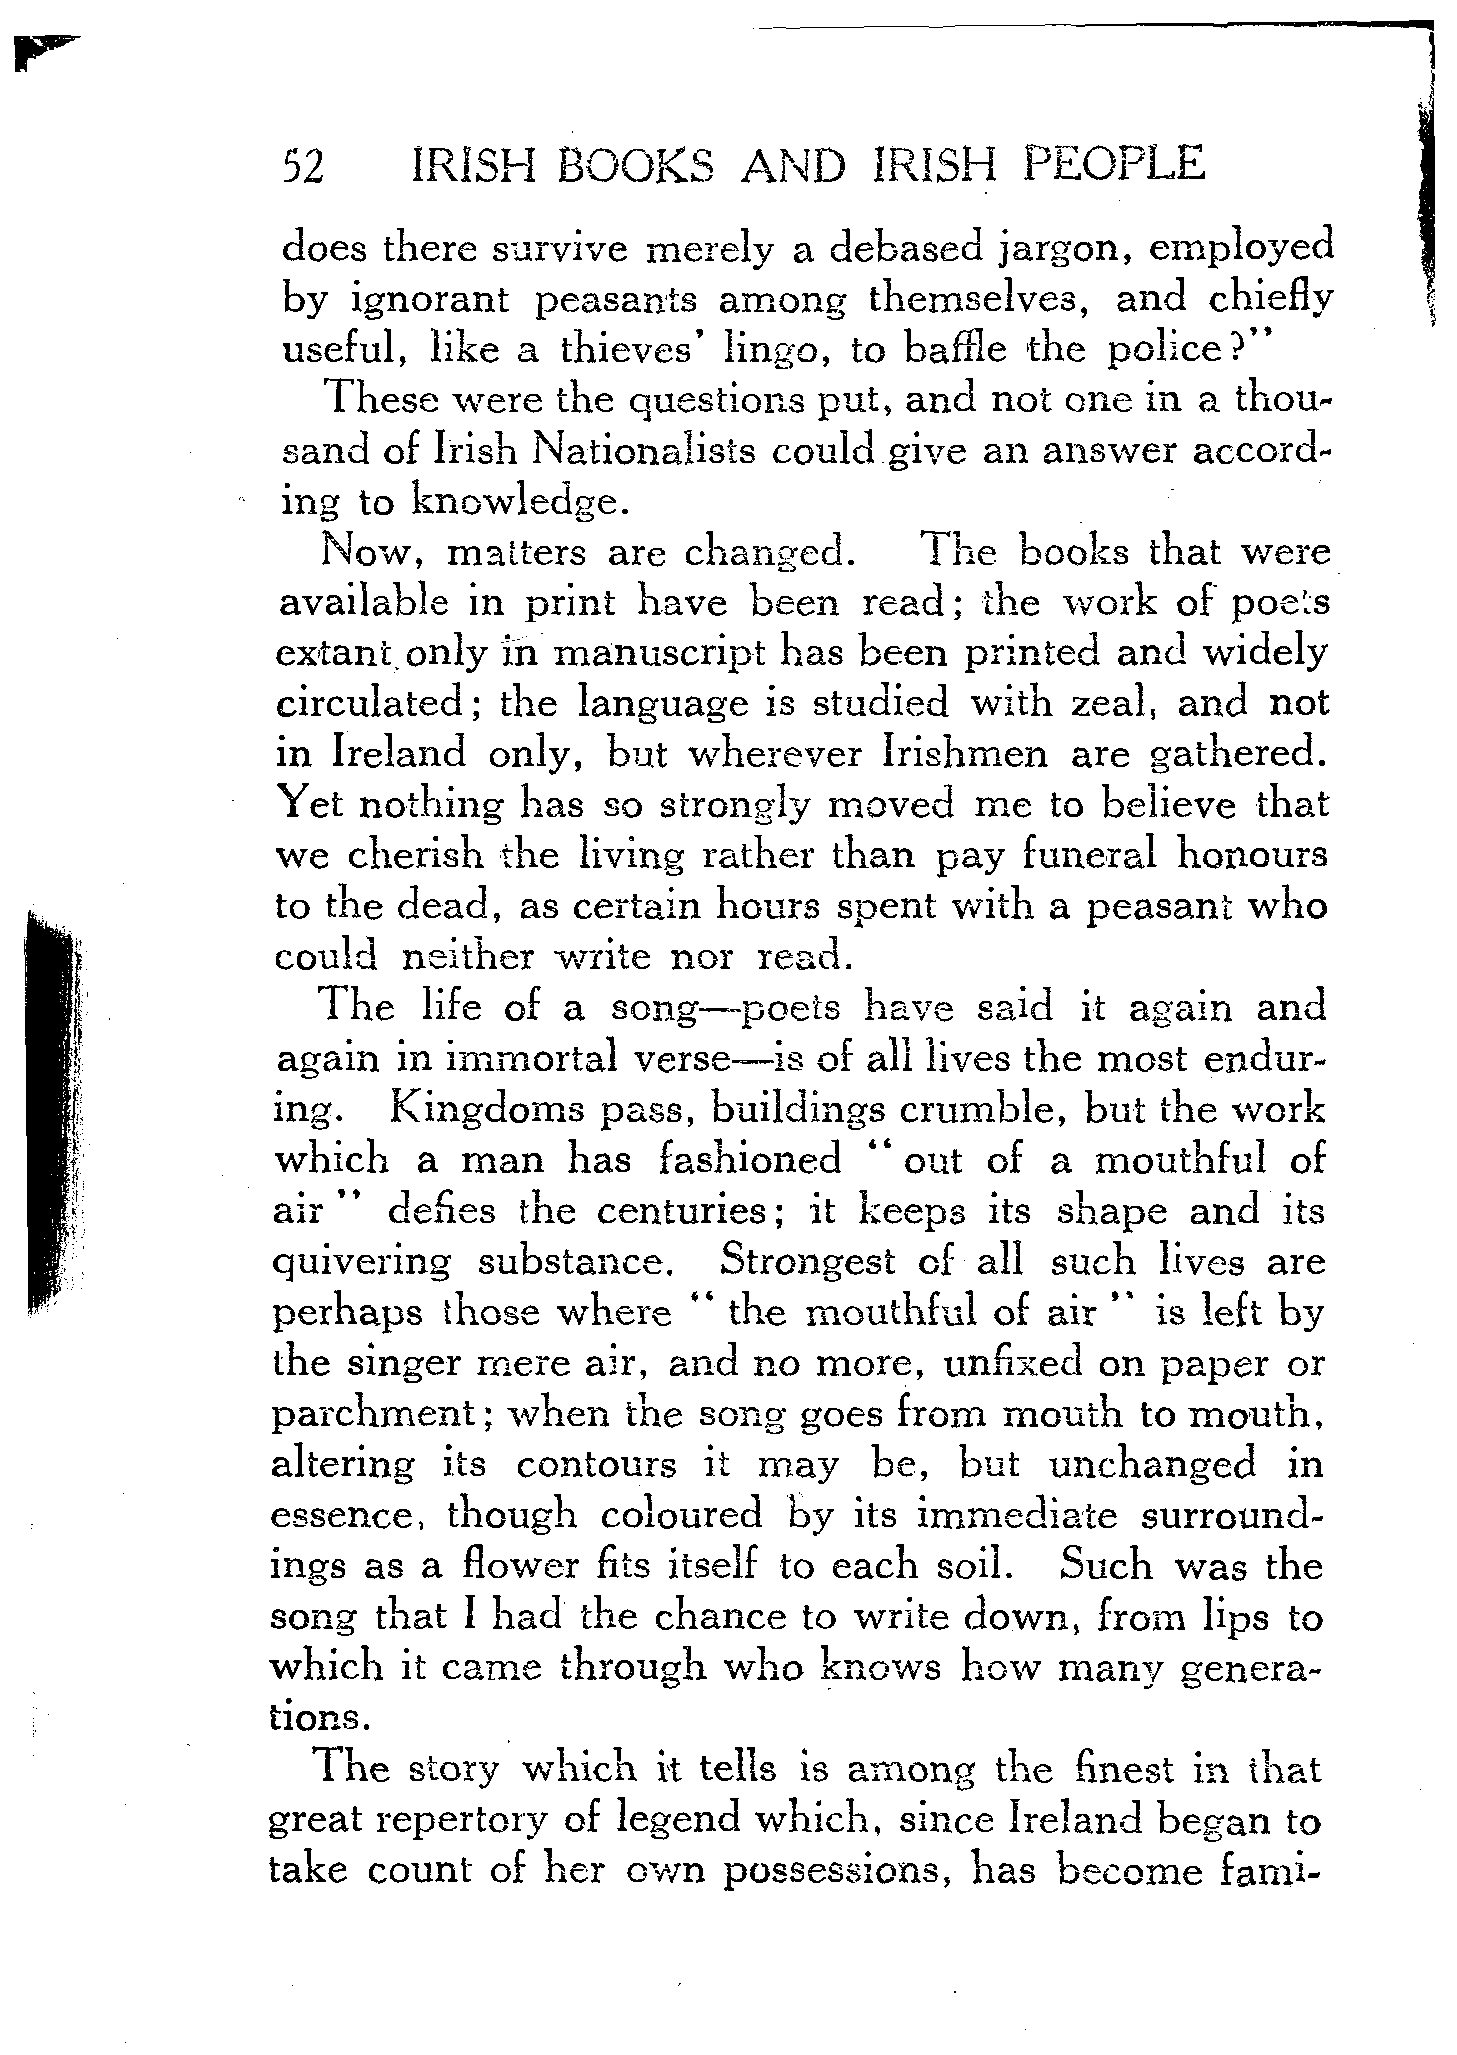 52 IRISH BOOKS AND IRISH PEOPLE
does there survive merely a debased jargon, employed
by ignorant peasants among themselves, and chiefly
useful, like a thieves' lingo, to baffle the police?"
These were the questions put, and not one in a thou-
sand of Irish Nationalists could give an answer accord-
ing to knowledge.
Now, matters are changed. The books that were
available in print have been read; the work of poets
extant only in manuscript has been printed and widely
circulated; the language is studied with zeal, and not
in Ireland only, but wherever Irishmen are gathered.
Yet nothing has so strongly moved me to believe that
we cherish the living rather than pay funeral honours
to the dead, as certain hours spent with a peasant who
could neither write nor read.
The life of a song—poets have said it again and
again in immortal verse—is of all lives the most endur-
ing. Kingdoms pass, buildings crumble, but the work
which a man has fashioned "out of a mouthful of
air" defies the centuries; it keeps its shape and its
quivering substance. Strongest of all such lives are
perhaps those where "the mouthful of air" is left by
the singer mere air, and no more, unfixed on paper or
parchment; when the song goes from mouth to mouth,
altering its contours it may be, but unchanged in
essence, though coloured by its immediate surround-
ings as a flower fits itself to each soil. Such was the
song that I had the chance to write down, from lips to
which it came through who knows how many genera-
tions.
The story which it tells is among the finest in that
great repertory of legend which, since Ireland began to
take count of her own possessions, has become fami-